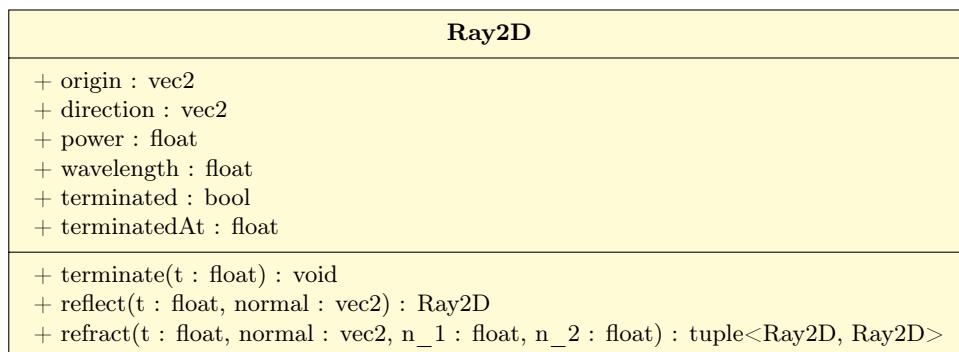 Ray2D
+ origin : vec2
+ direction : vec2
+ power : float
+ wavelength : float
+ terminated : bool
+ terminatedAt : float
+ terminate(t : float) : void
+ reflect(t : float, normal : vec2) : Ray2D
+ refract(t : float, normal : vec2, n_1 : float, n_2 : float) : tuple<Ray2D, Ray2D>